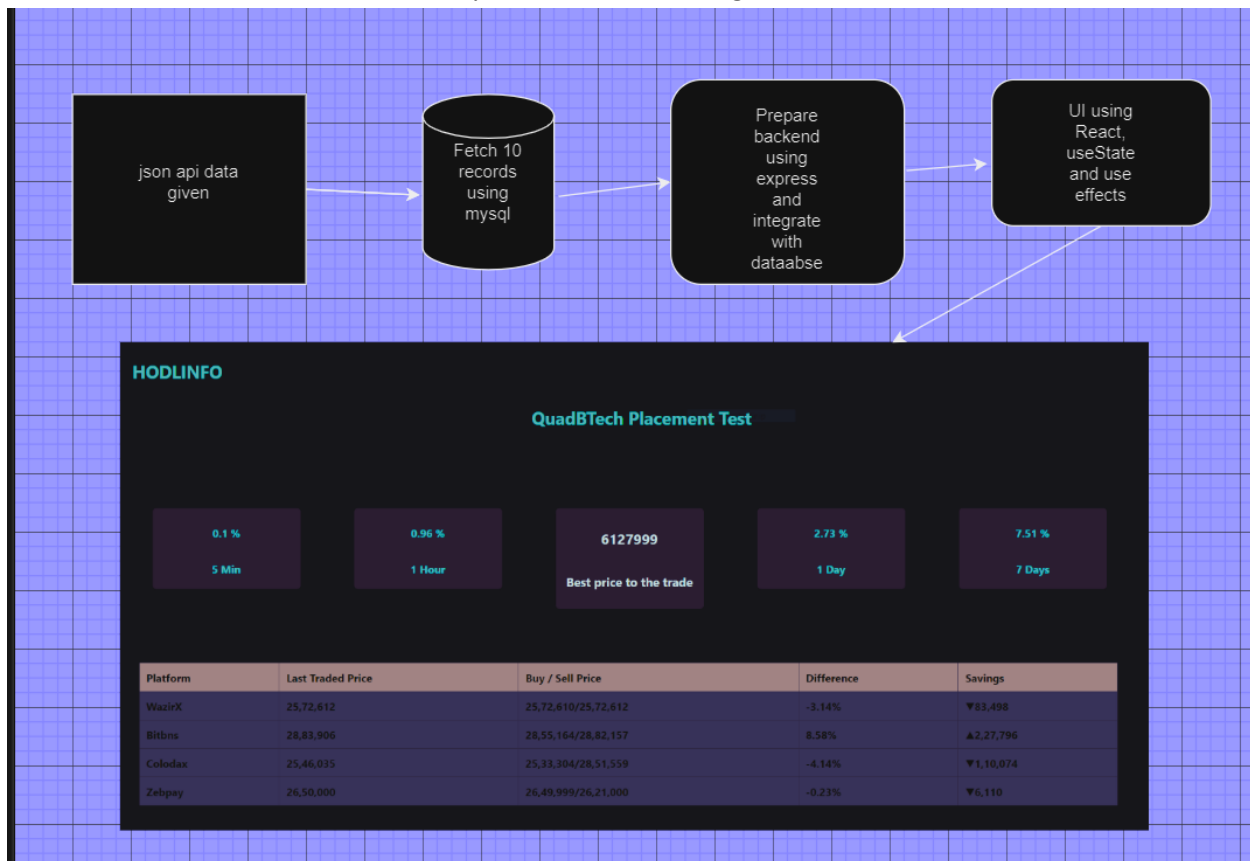 json api data
given
Fetch 10
records
using
mysql
Prepare
backend
using
express
and
integrate
with
dataabse
UI using
React,
useState
and use
effects
HODLINFO
QuadBTech Placement Test
0.1 %
5 Min
0.96 %
1 Hour
6127999
Best price to the trade
2.73 %
1 Day
7.51 %
7 Days
Platform Last Traded Price Buy / Sell Price Difference Savings
WazirX 25,72,612 25,72,610/25,72,612 -3.14% ▼83,498
Bitbns 28,83,906 28,55,164/28,82,157 8.58% ▲2,27,796
Colodax 25,46,035 25,33,304/28,51,559 -4.14% ▼1,10,074
Zebpay 26,50,000 26,49,999/26,21,000 -0.23% ▼6,110